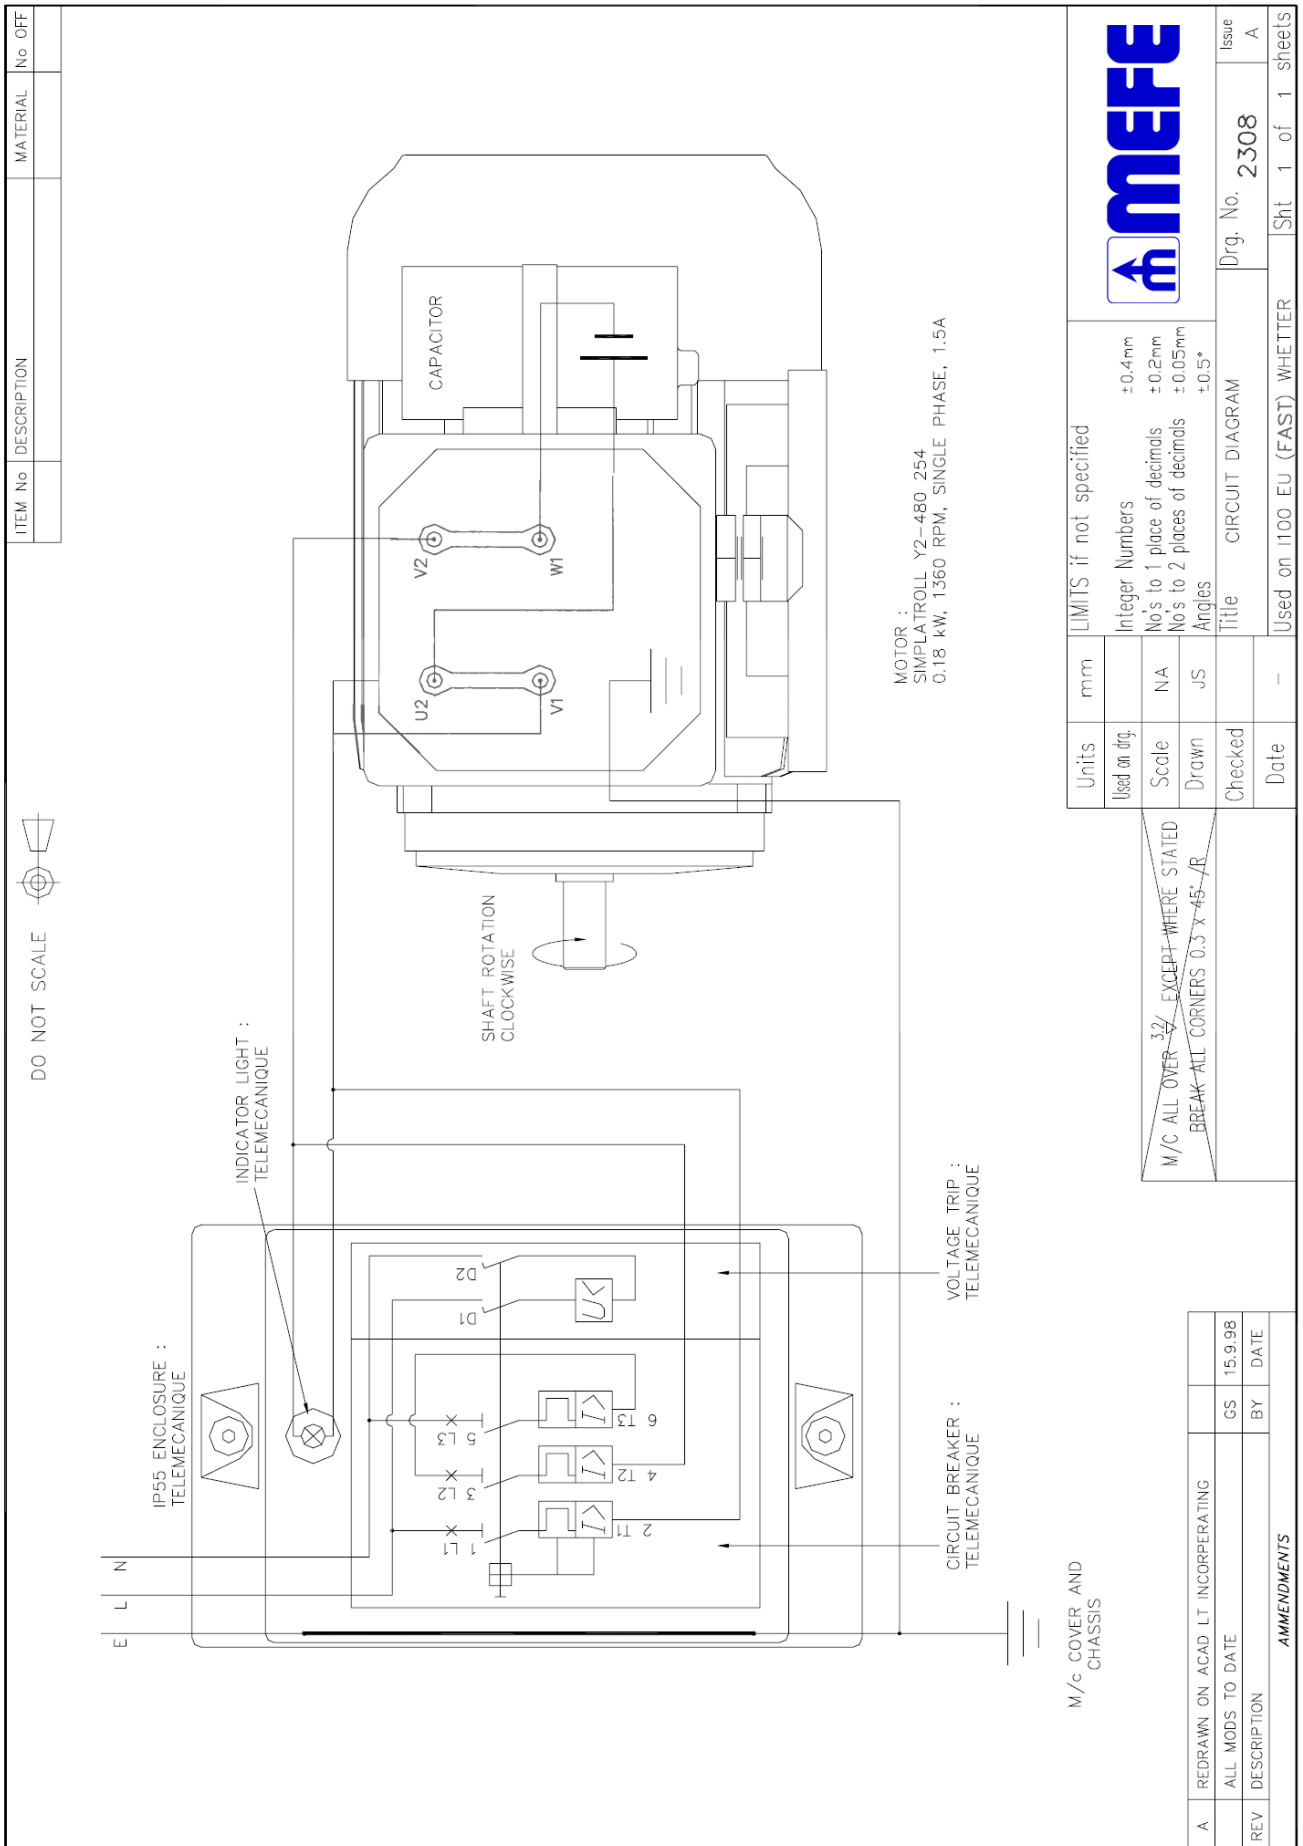 ITEM No DESCRIPTION MATERIAL No OFF
DO NOT SCALE
IP55 ENCLOSURE :
TELEMECANIQUE
INDICATOR LIGHT :
TELEMECANIQUE
E
L
N
D1
D2
1 L1
3 L2
5 L3
2 T1
4 T2
6 T3
U<
I>
I>
I>
CIRCUIT BREAKER :
TELEMECANIQUE
VOLTAGE TRIP :
TELEMECANIQUE
M/c COVER AND
CHASSIS
SHAFT ROTATION
CLOCKWISE
CAPACITOR
U2
V2
V1
W1
MOTOR :
SIMPLATROLL Y2-480 254
0.18 kW, 1360 RPM, SINGLE PHASE, 1.5A
A REDRAWN ON ACAD LT INCORPERATING
ALL MODS TO DATE GS 15.9.98
REV DESCRIPTION BY DATE
AMMENDMENTS
M/C ALL OVER 3.2/ EXCEPT WHERE STATED
BREAK ALL CORNERS 0.3 x 45° /R
Units mm
Used on drg.
Scale NA
Drawn JS
Checked
Date -
LIMITS if not specified
Integer Numbers ±0.4mm
No's to 1 place of decimals ±0.2mm
No's to 2 places of decimals ±0.05mm
Angles ±0.5°
MEFE
Title CIRCUIT DIAGRAM
Drg. No. 2308
Issue A
Used on 1100 EU (FAST) WHETTER
Sht 1 of 1 sheets